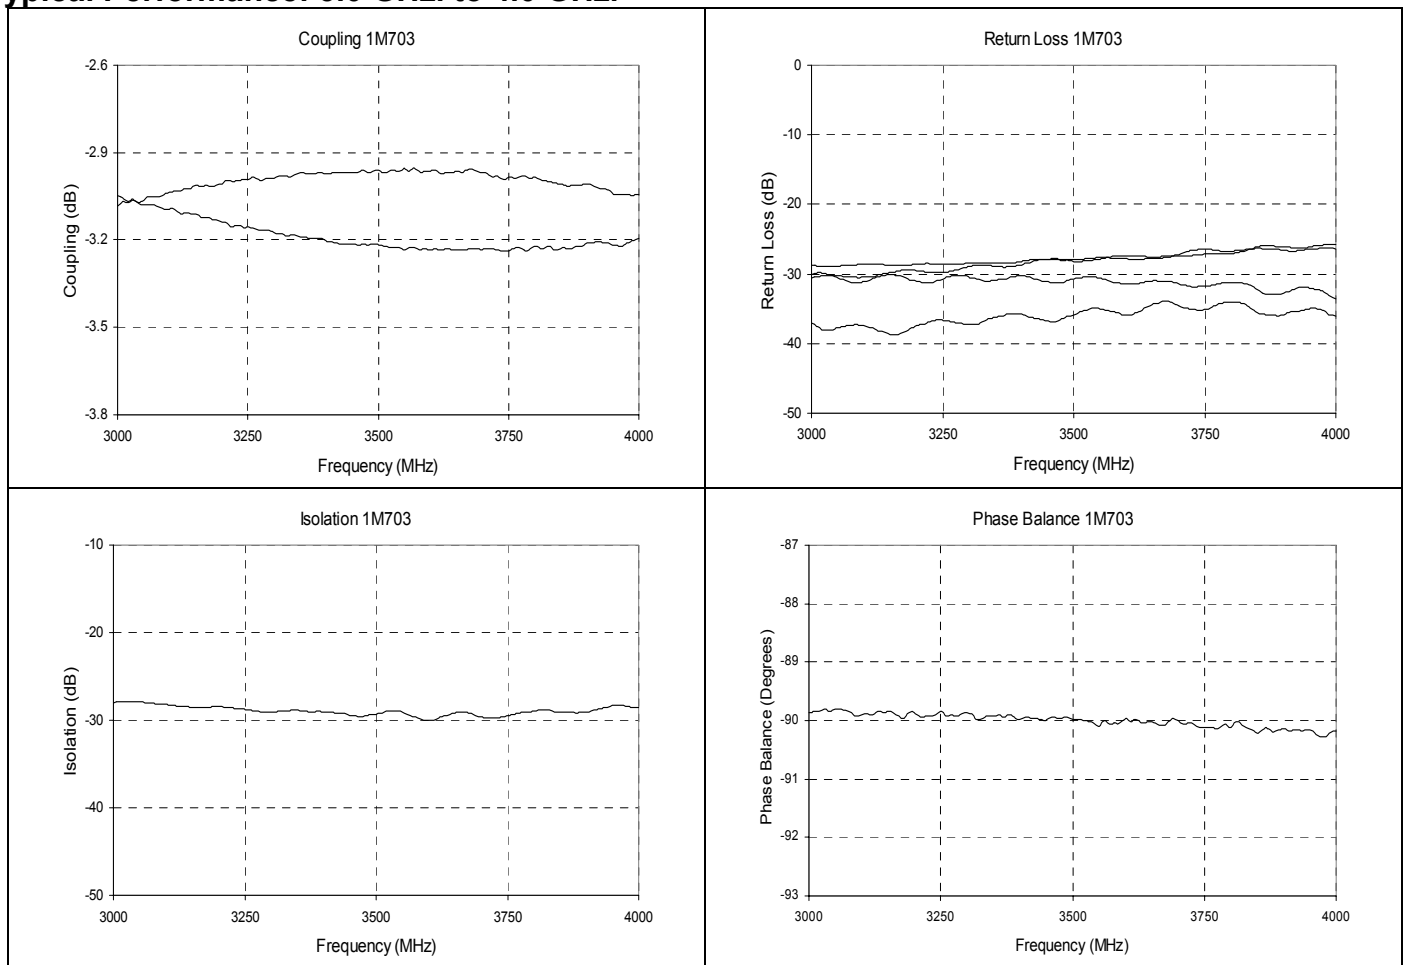 Coupling 1M703
-2.6
-2.9
-3.2
-3.5
-3.8
Coupling (dB)
3000 3250 3500 3750 4000
Frequency (MHz)
Return Loss 1M703
0
-10
-20
-30
-40
-50
Return Loss (dB)
3000 3250 3500 3750 4000
Frequency (MHz)
Isolation 1M703
-10
-20
-30
-40
-50
Isolation (dB)
3000 3250 3500 3750 4000
Frequency (MHz)
Phase Balance 1M703
-87
-88
-89
-90
-91
-92
-93
Phase Balance (Degrees)
3000 3250 3500 3750 4000
Frequency (MHz)